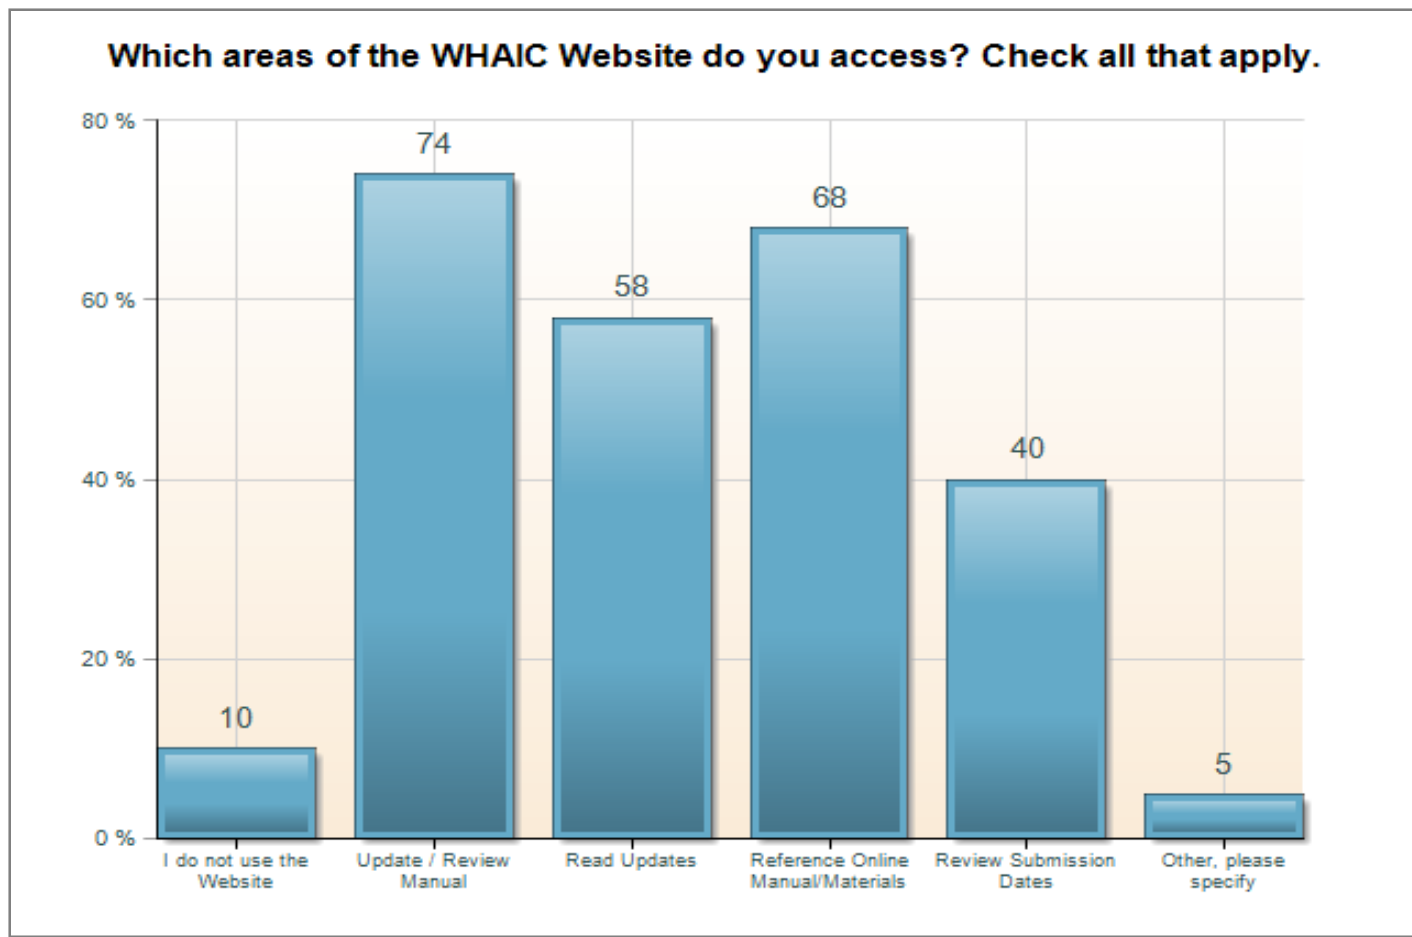 Which areas of the WHAIC Website do you access? Check all that apply.
80 %
60 %
40 %
20 %
0 %
10
74
58
68
40
5
I do not use the
Website
Update / Review
Manual
Read Updates
Reference Online
Manual/Materials
Review Submission
Dates
Other, please
specify